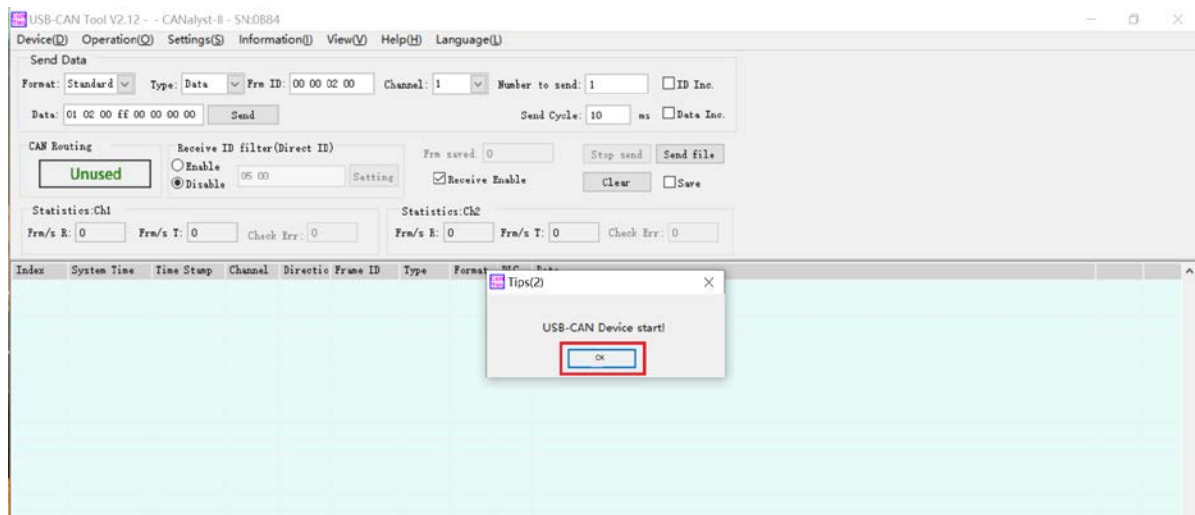 USB-CAN Tool V2.12 - - CANalyst-II - SN:0B84
Device(D) Operation(O) Settings(S) Information(I) View(V) Help(H) Language(L)
Send Data
Format: Standard Type: Data Frm ID: 00 00 02 00 Channel: 1 Number to send: 1 ID Inc.
Data: 01 02 00 ff 00 00 00 00 Send Send Cycle: 10 ms Data Inc.
CAN Routing Receive ID filter(Direct ID)
Unused Enable Disable 05 00 Setting
Frm saved: 0 Stop send Send file
Receive Enable Clear Save
Statistics:Ch1 Statistics:Ch2
Frm/s R: 0 Frm/s T: 0 Check Err: 0 Frm/s R: 0 Frm/s T: 0 Check Err: 0
Index System Time Time Stamp Channel Directio Frame ID Type Format DLC Data
Tips(2)
USB-CAN Device start!
OK